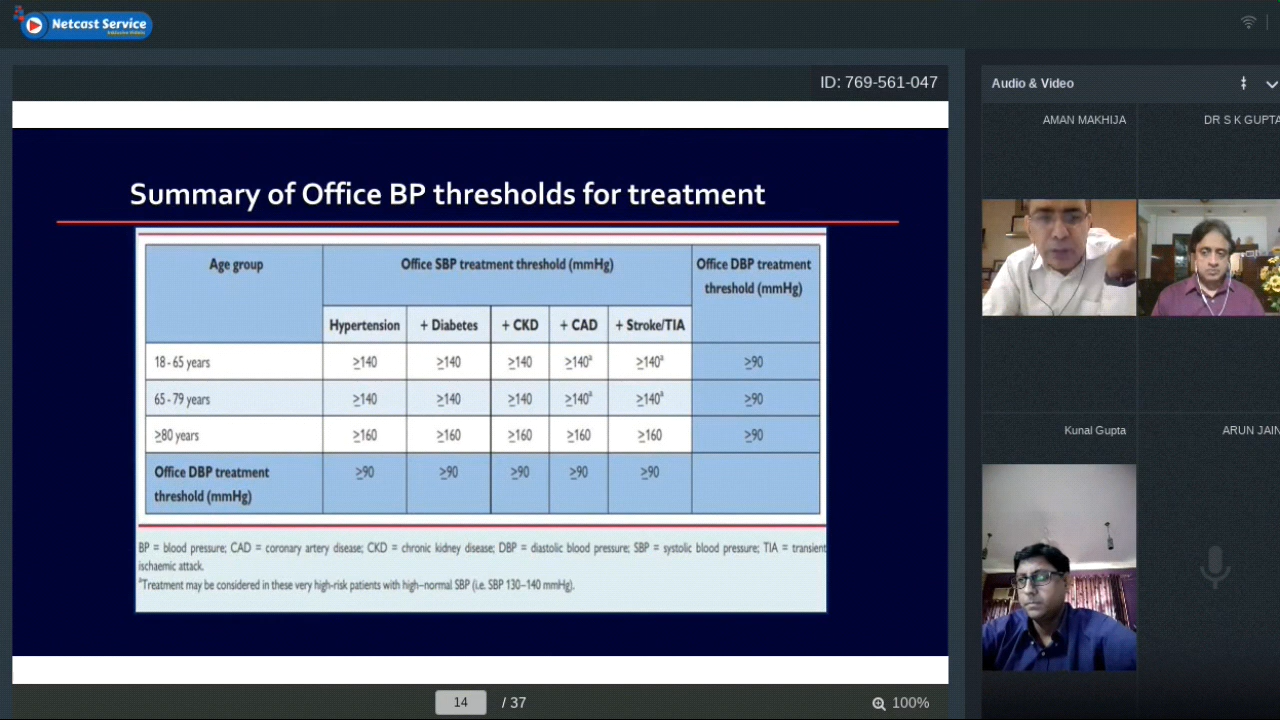 Netcast Service
ID: 769-561-047
Audio & Video
AMAN MAKHIJA
DR S K GUPTA
Summary of Office BP thresholds for treatment
Age group
Office SBP treatment threshold (mmHg)
Office DBP treatment
threshold (mmHg)
Hypertension + Diabetes + CKD + CAD + Stroke/TIA
18 - 65 years ≥140 ≥140 ≥140 ≥140ᵃ ≥140ᵃ ≥90
65 - 79 years ≥140 ≥140 ≥140 ≥140ᵃ ≥140ᵃ ≥90
≥80 years ≥160 ≥160 ≥160 ≥160 ≥160 ≥90
Office DBP treatment
threshold (mmHg)
≥90 ≥90 ≥90 ≥90 ≥90
BP = blood pressure; CAD = coronary artery disease; CKD = chronic kidney disease; DBP = diastolic blood pressure; SBP = systolic blood pressure; TIA = transient
ischaemic attack.
ᵃTreatment may be considered in these very high-risk patients with high–normal SBP (i.e. SBP 130–140 mmHg).
Kunal Gupta
ARUN JAIN
14 / 37
100%